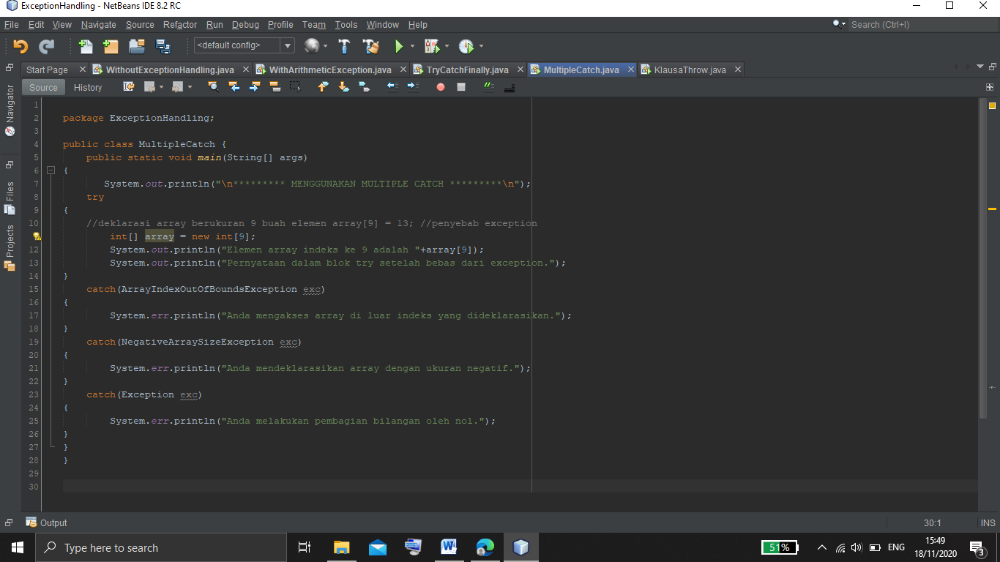 ExceptionHandling - NetBeans IDE 8.2 RC
File Edit View Navigate Source Refactor Run Debug Profile Team Tools Window Help
Search (Ctrl+I)
<default config>
Start Page WithoutExceptionHandling.java WithArithmeticException.java TryCatchFinally.java MultipleCatch.java KlausaThrow.java
Source History
Navigator
Files
Projects
1
2 package ExceptionHandling;
3
4 public class MultipleCatch {
5 public static void main(String[] args)
6 {
7 System.out.println("\n********* MENGGUNAKAN MULTIPLE CATCH *********\n");
8 try
9 {
10 //deklarasi array berukuran 9 buah elemen array[9] = 13; //penyebab exception
int[] array = new int[9];
12 System.out.println("Elemen array indeks ke 9 adalah "+array[9]);
13 System.out.println("Pernyataan dalam blok try setelah bebas dari exception.");
14 }
15 catch(ArrayIndexOutOfBoundsException exc)
16 {
17 System.err.println("Anda mengakses array di luar indeks yang dideklarasikan.");
18 }
19 catch(NegativeArraySizeException exc)
20 {
21 System.err.println("Anda mendeklarasikan array dengan ukuran negatif.");
22 }
23 catch(Exception exc)
24 {
25 System.err.println("Anda melakukan pembagian bilangan oleh nol.");
26 }
27 }
28 }
29
30
Output
30:1 INS
Type here to search
51%
ENG
15:49
18/11/2020
3